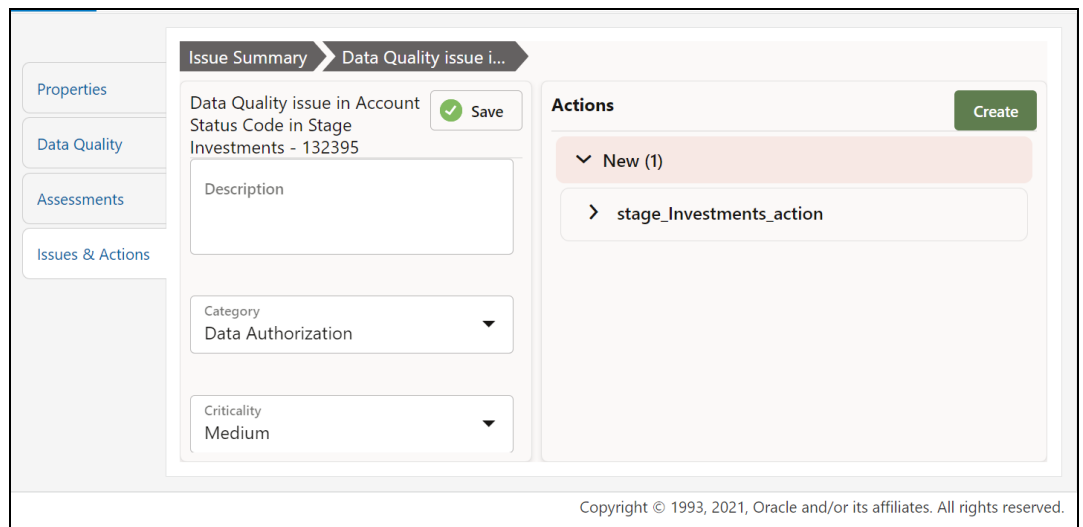 Issue Summary
Data Quality issue i...
Properties
Data Quality
Assessments
Issues & Actions
Data Quality issue in Account
Status Code in Stage
Investments - 132395
Save
Description
Category
Data Authorization
Criticality
Medium
Actions
Create
New (1)
stage_Investments_action
Copyright © 1993, 2021, Oracle and/or its affiliates. All rights reserved.